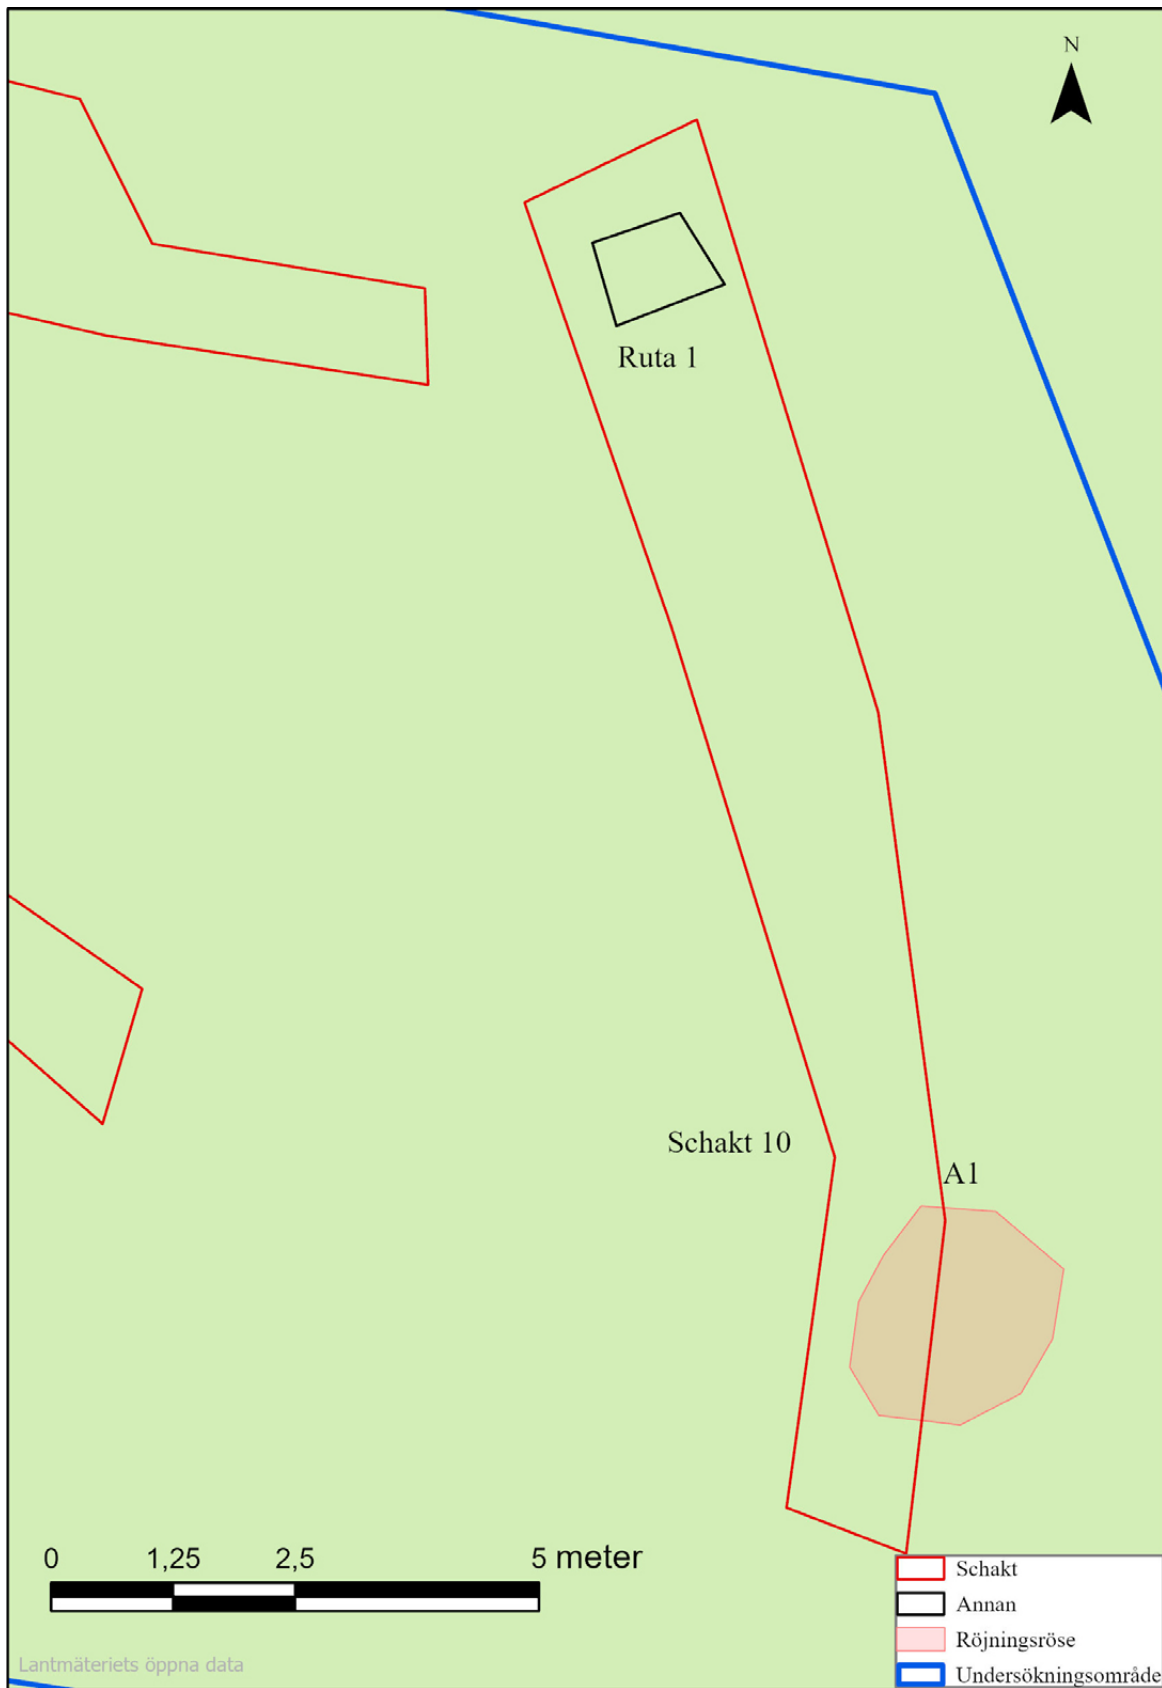 N
Ruta 1
Schakt 10
A1
0 1,25 2,5 5 meter
Schakt
Annan
Röjningsröse
Undersökningsområde
Lantmäteriets öppna data